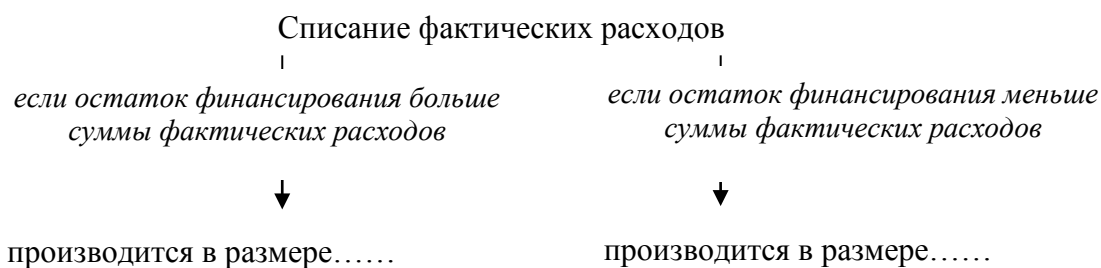 Списание фактических расходов
если остаток финансирования больше
суммы фактических расходов
если остаток финансирования меньше
суммы фактических расходов
производится в размере……
производится в размере……